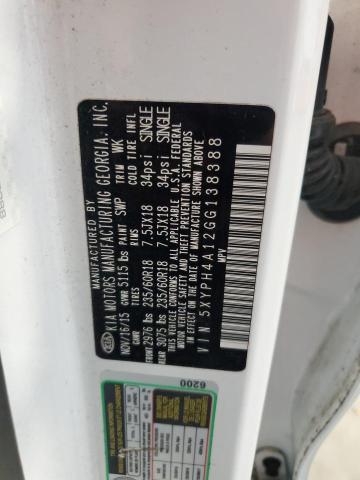 MANUFACTURED BY
KIA KIA MOTORS MANUFACTURING GEORGIA, INC.
NOV/16/15 PAINT SWP TRIM WK
GVWR 5115 lbs
GAWR COLD TIRE INFL
FRONT 2976 lbs 235/60R18 7.5JX18 34psi SINGLE
REAR 3075 lbs 235/60R18 7.5JX18 34psi SINGLE
THIS VEHICLE CONFORMS TO ALL APPLICABLE U.S.A. FEDERAL
MOTOR VEHICLE SAFETY AND THEFT PREVENTION STANDARDS
IN EFFECT ON THE DATE OF MANUFACTURE SHOWN ABOVE.
VIN 5XYPH4A12GG138388
MPV
6200